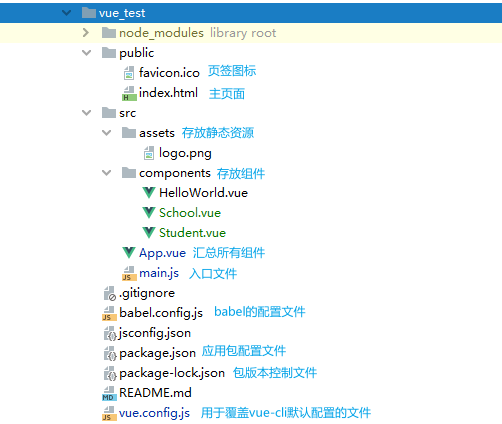 vue_test
node_modules library root
public
favicon.ico 页签图标
index.html 主页面
src
assets 存放静态资源
logo.png
components 存放组件
HelloWorld.vue
School.vue
Student.vue
App.vue 汇总所有组件
main.js 入口文件
.gitignore
babel.config.js babel的配置文件
jsconfig.json
package.json 应用包配置文件
package-lock.json 包版本控制文件
README.md
vue.config.js 用于覆盖vue-cli默认配置的文件